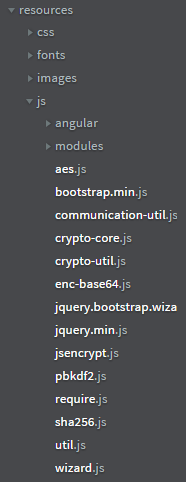 resources
css
fonts
images
js
angular
modules
aes.js
bootstrap.min.js
communication-util.js
crypto-core.js
crypto-util.js
enc-base64.js
jquery.bootstrap.wiza
jquery.min.js
jsencrypt.js
pbkdf2.js
require.js
sha256.js
util.js
wizard.js